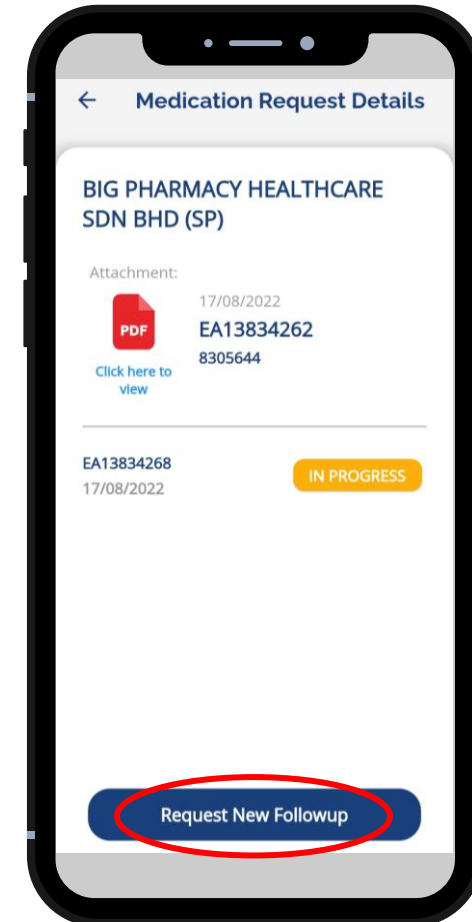 Medication Request Details
BIG PHARMACY HEALTHCARE
SDN BHD (SP)
Attachment:
17/08/2022
PDF
EA13834262
8305644
Click here to
view
EA13834268
IN PROGRESS
17/08/2022
Request New Followup